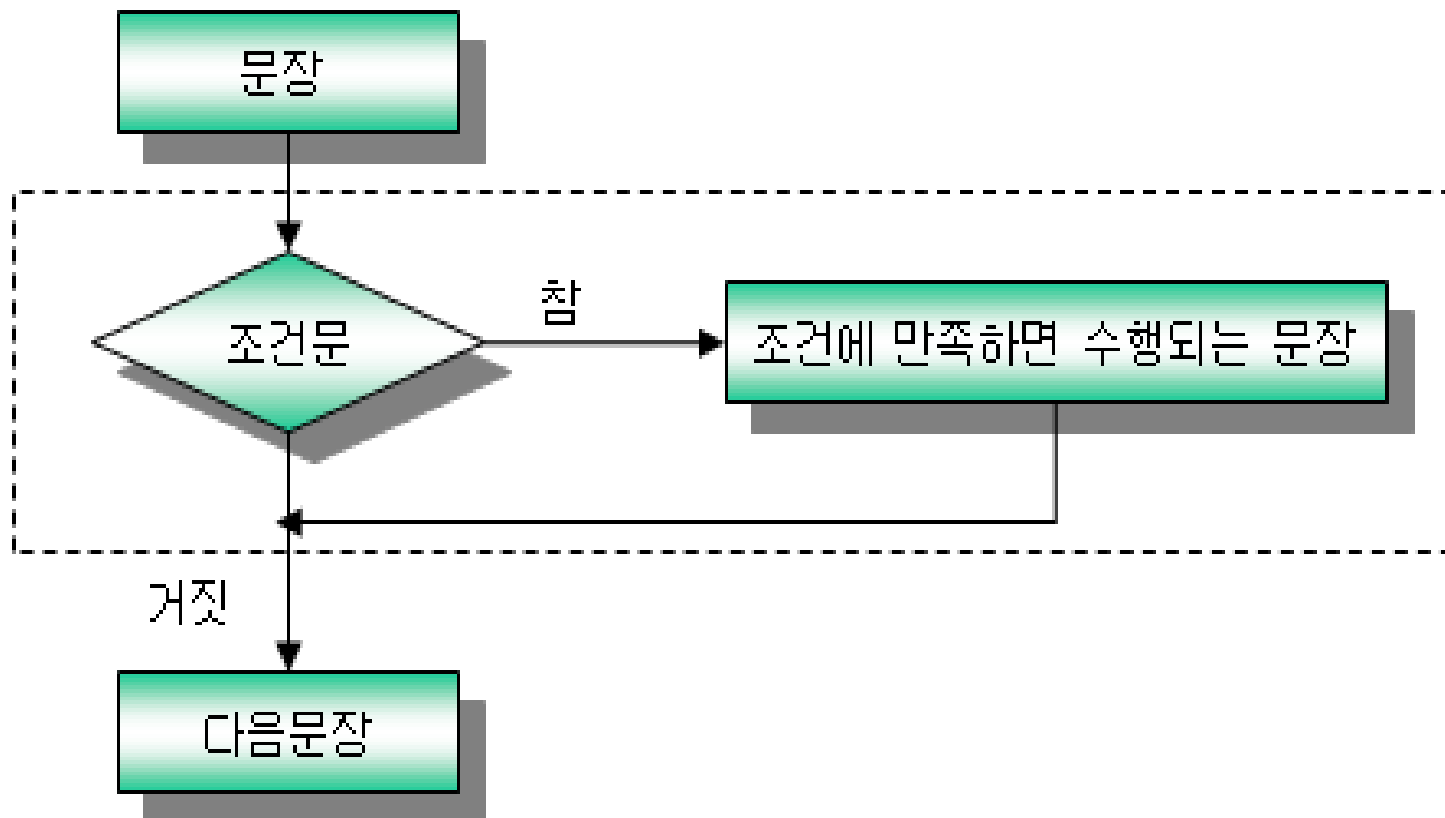 문장
조건문
참
조건에 만족하면 수행되는 문장
거짓
다음문장